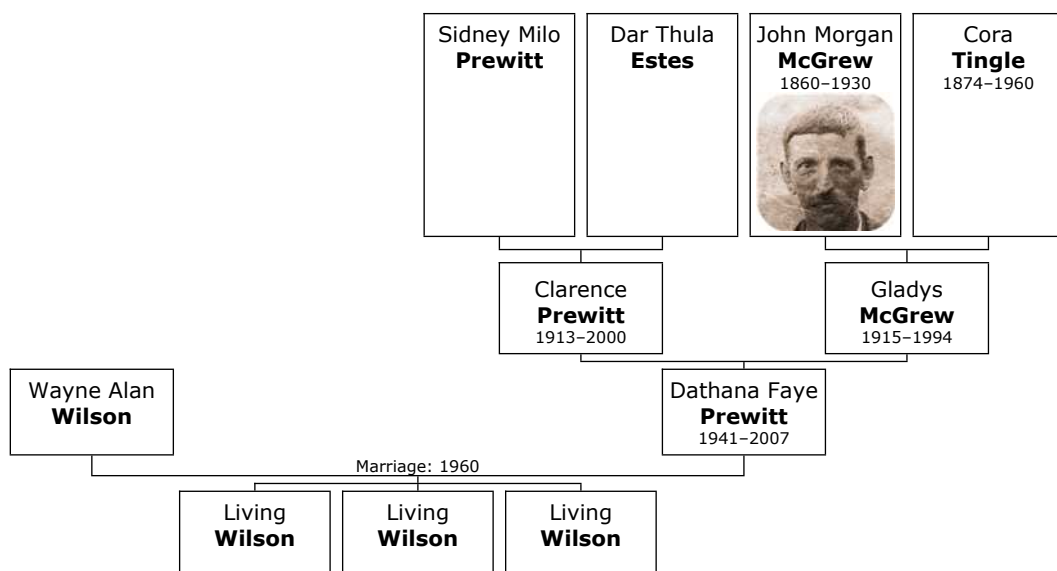 Sidney Milo
Prewitt
Dar Thula
Estes
John Morgan
McGrew
1860–1930
Cora
Tingle
1874–1960
Clarence
Prewitt
1913–2000
Gladys
McGrew
1915–1994
Wayne Alan
Wilson
Dathana Faye
Prewitt
1941–2007
Marriage: 1960
Living
Wilson
Living
Wilson
Living
Wilson